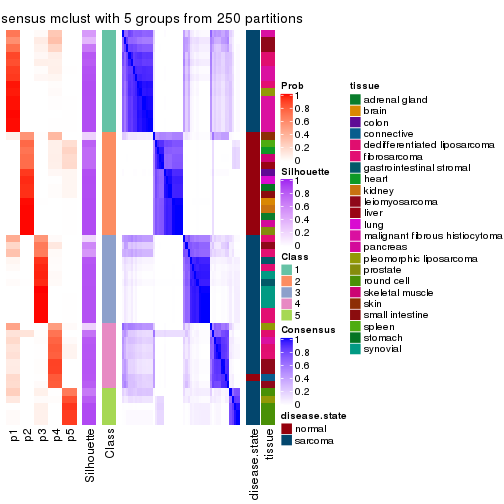 sensus mclust with 5 groups from 250 partitions
p1
p2
p3
p4
p5
Silhouette
Class
disease.state
tissue
Prob
1
0.8
0.6
0.4
0.2
0
Silhouette
1
0.8
0.6
0.4
0.2
0
Class
1
2
3
4
5
Consensus
1
0.8
0.6
0.4
0.2
0
disease.state
normal
sarcoma
tissue
adrenal gland
brain
colon
connective
dedifferentiated liposarcoma
fibrosarcoma
gastrointestinal stromal
heart
kidney
leiomyosarcoma
liver
lung
malignant fibrous histiocytoma
pancreas
pleomorphic liposarcoma
prostate
round cell
skeletal muscle
skin
small intestine
spleen
stomach
synovial